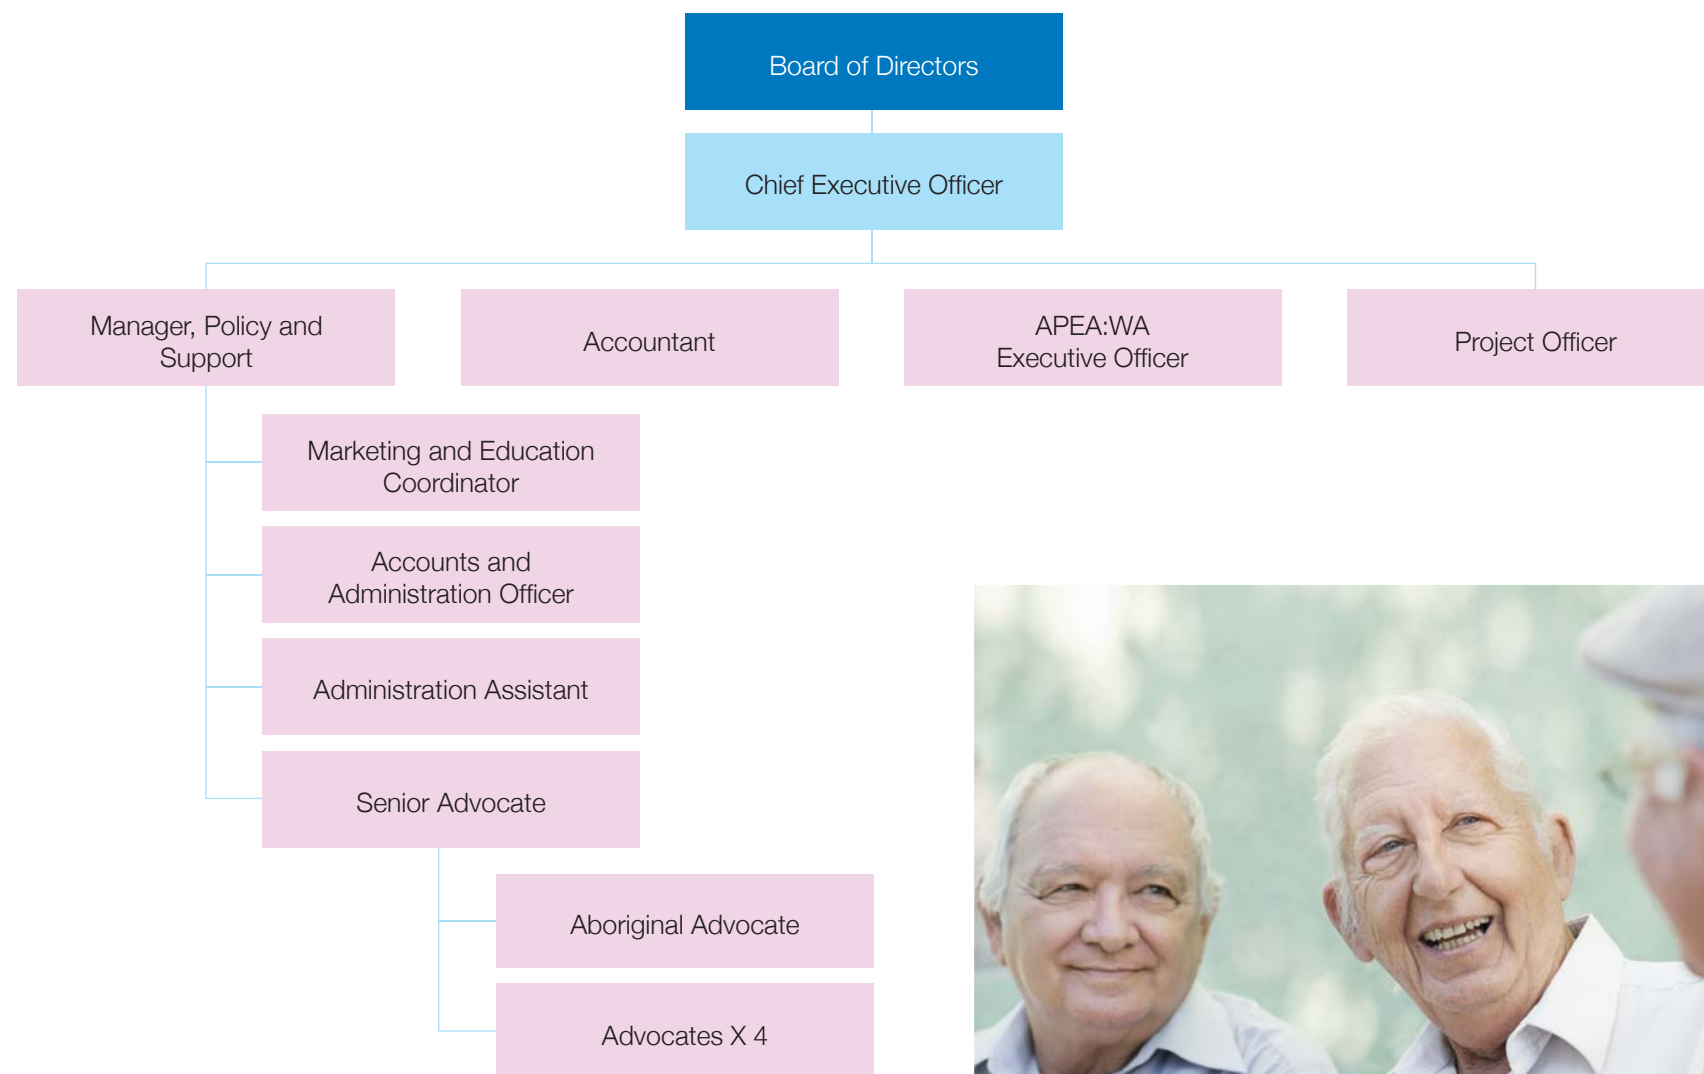 Board of Directors
Chief Executive Officer
Manager, Policy and
Support
Accountant
APEA:WA
Executive Officer
Project Officer
Marketing and Education
Coordinator
Accounts and
Administration Officer
Administration Assistant
Senior Advocate
Aboriginal Advocate
Advocates X 4